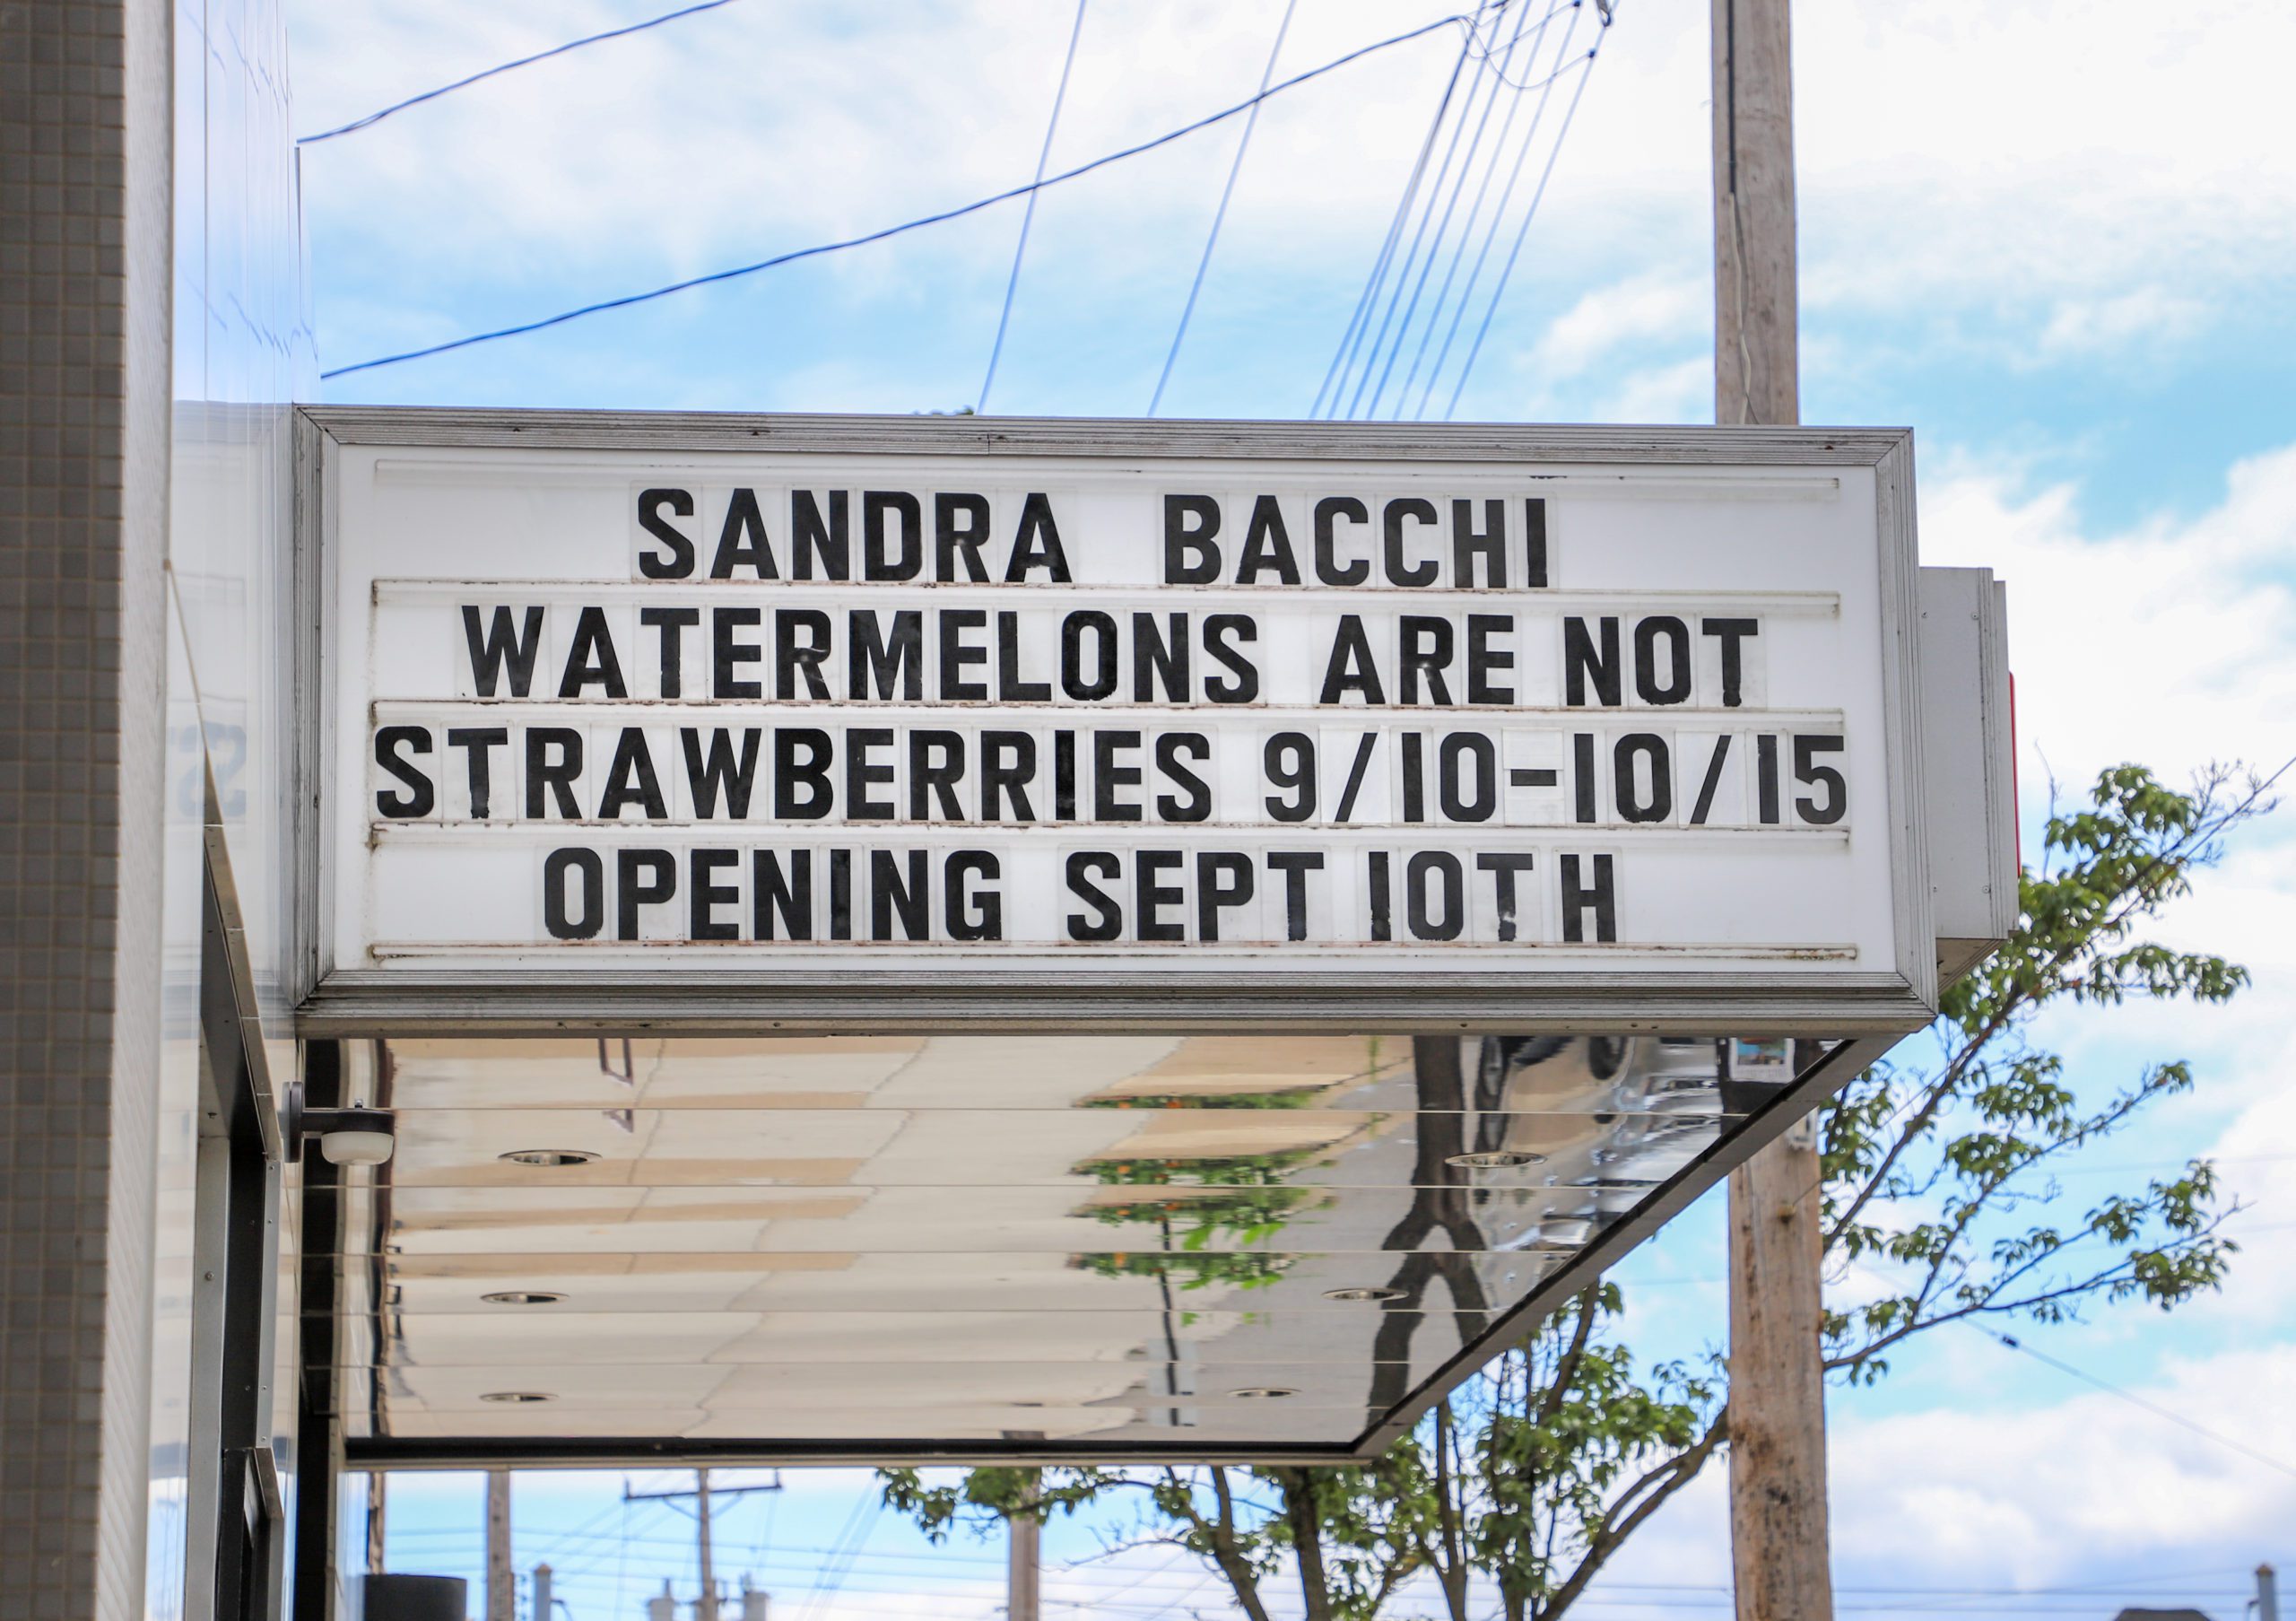 SANDRA BACCHI
WATERMELONS ARE NOT
STRAWBERRIES 9/10-10/15
OPENING SEPT 10TH